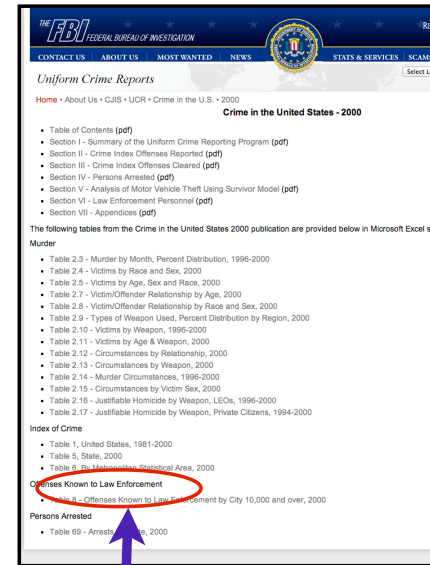 THE FBI FEDERAL BUREAU OF INVESTIGATION
CONTACT US | ABOUT US | MOST WANTED | NEWS STATS & SERVICES | SCAMS
Uniform Crime Reports Select L
Home • About Us • CJIS • UCR • Crime in the U.S. • 2000
Crime in the United States - 2000
Table of Contents (pdf)
Section I - Summary of the Uniform Crime Reporting Program (pdf)
Section II - Crime Index Offenses Reported (pdf)
Section III - Crime Index Offenses Cleared (pdf)
Section IV - Persons Arrested (pdf)
Section V - Analysis of Motor Vehicle Theft Using Survivor Model (pdf)
Section VI - Law Enforcement Personnel (pdf)
Section VII - Appendices (pdf)
The following tables from the Crime in the United States 2000 publication are provided below in Microsoft Excel s
Murder
Table 2.3 - Murder by Month, Percent Distribution, 1996-2000
Table 2.4 - Victims by Race and Sex, 2000
Table 2.5 - Victims by Age, Sex and Race, 2000
Table 2.7 - Victim/Offender Relationship by Age, 2000
Table 2.8 - Victim/Offender Relationship by Race and Sex, 2000
Table 2.9 - Types of Weapon Used, Percent Distribution by Region, 2000
Table 2.10 - Victims by Weapon, 1996-2000
Table 2.11 - Victims by Age & Weapon, 2000
Table 2.12 - Circumstances by Relationship, 2000
Table 2.13 - Circumstances by Weapon, 2000
Table 2.14 - Murder Circumstances, 1996-2000
Table 2.15 - Circumstances by Victim Sex, 2000
Table 2.16 - Justifiable Homicide by Weapon, LEOs, 1996-2000
Table 2.17 - Justifiable Homicide by Weapon, Private Citizens, 1994-2000
Index of Crime
Table 1, United States, 1981-2000
Table 5, State, 2000
Table 6, By Metropolitan Statistical Area, 2000
Offenses Known to Law Enforcement
Table 8 - Offenses Known to Law Enforcement by City 10,000 and over, 2000
Persons Arrested
Table 69 - Arrests State, 2000